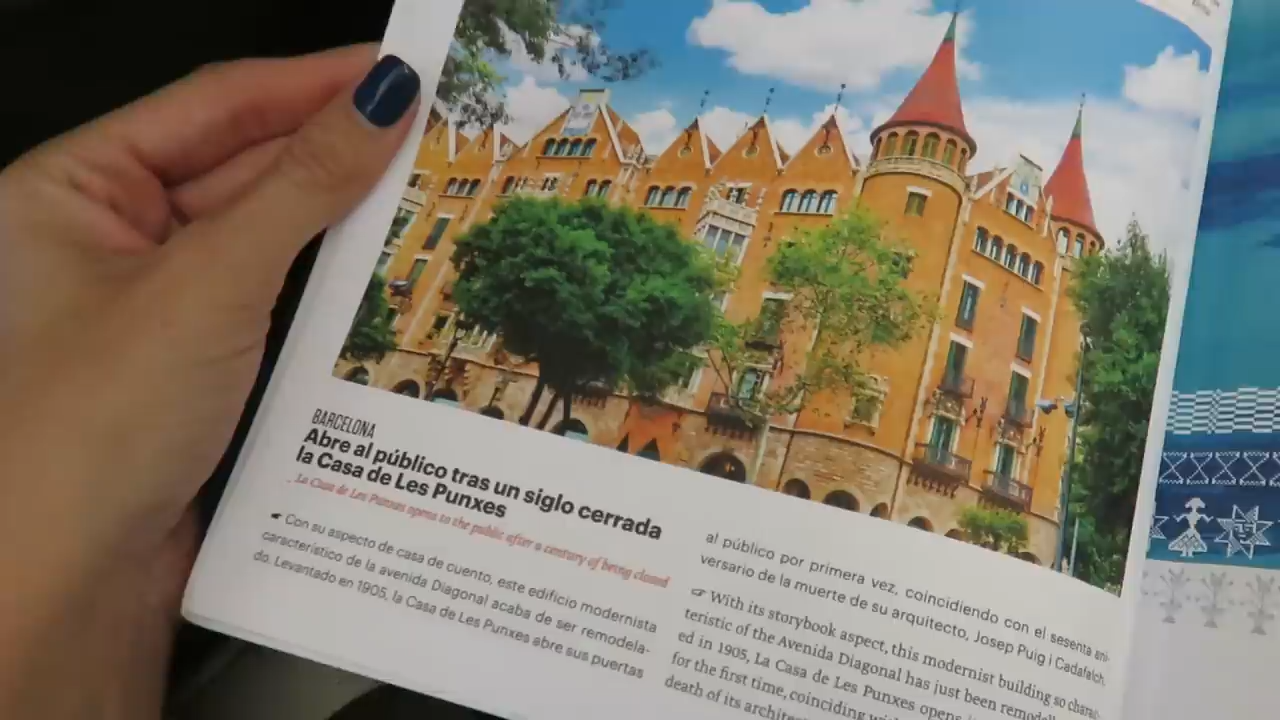 BARCELONA
Abre al público tras un siglo cerrada
la Casa de Les Punxes
La Casa de Les Punxes opens to the public after a century of being closed
☛ Con su aspecto de casa de cuento, este edificio modernista
característico de la avenida Diagonal acaba de ser remodela-
do. Levantado en 1905, la Casa de Les Punxes abre sus puertas
al público por primera vez, coincidiendo con el sesenta ani-
versario de la muerte de su arquitecto, Josep Puig i Cadafalch.
☞ With its storybook aspect, this modernist building so charac-
teristic of the Avenida Diagonal has just been remodell
ed in 1905, La Casa de Les Punxes opens
for the first time, coinciding
death of its